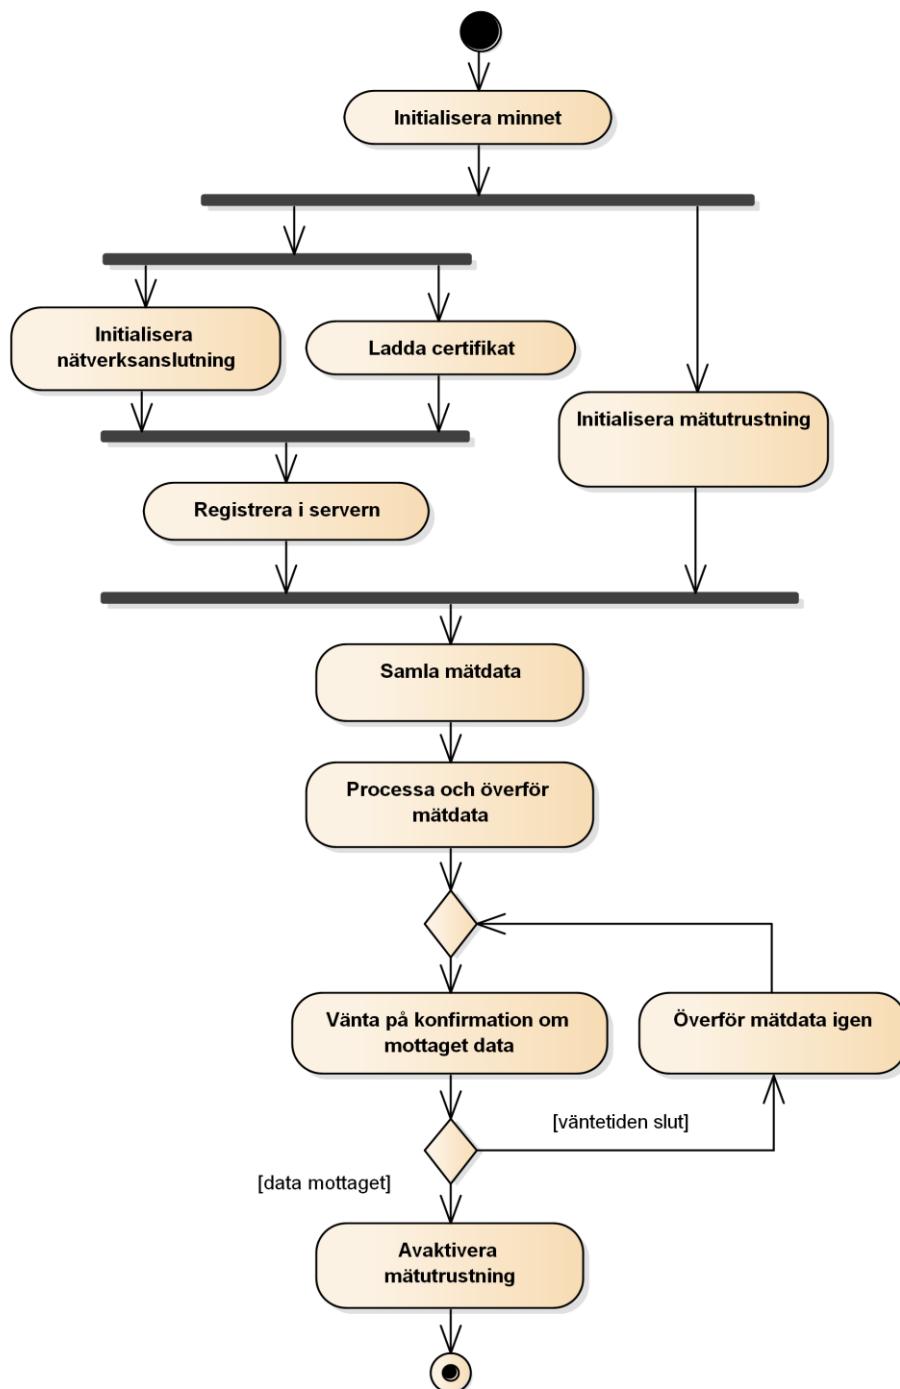 Initialisera minnet
Initialisera
nätverksanslutning
Ladda certifikat
Initialisera mätutrustning
Registrera i servern
Samla mätdata
Processa och överför
mätdata
Vänta på konfirmation om
mottaget data
Överför mätdata igen
[väntetiden slut]
[data mottaget]
Avaktivera
mätutrustning